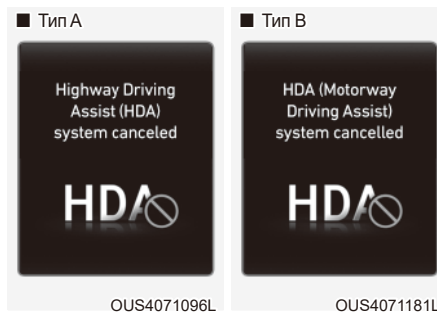 ■ Тип A
Highway Driving
Assist (HDA)
system canceled
HDA
OUS4071096L
■ Тип B
HDA (Motorway
Driving Assist)
system cancelled
HDA
OUS4071181L